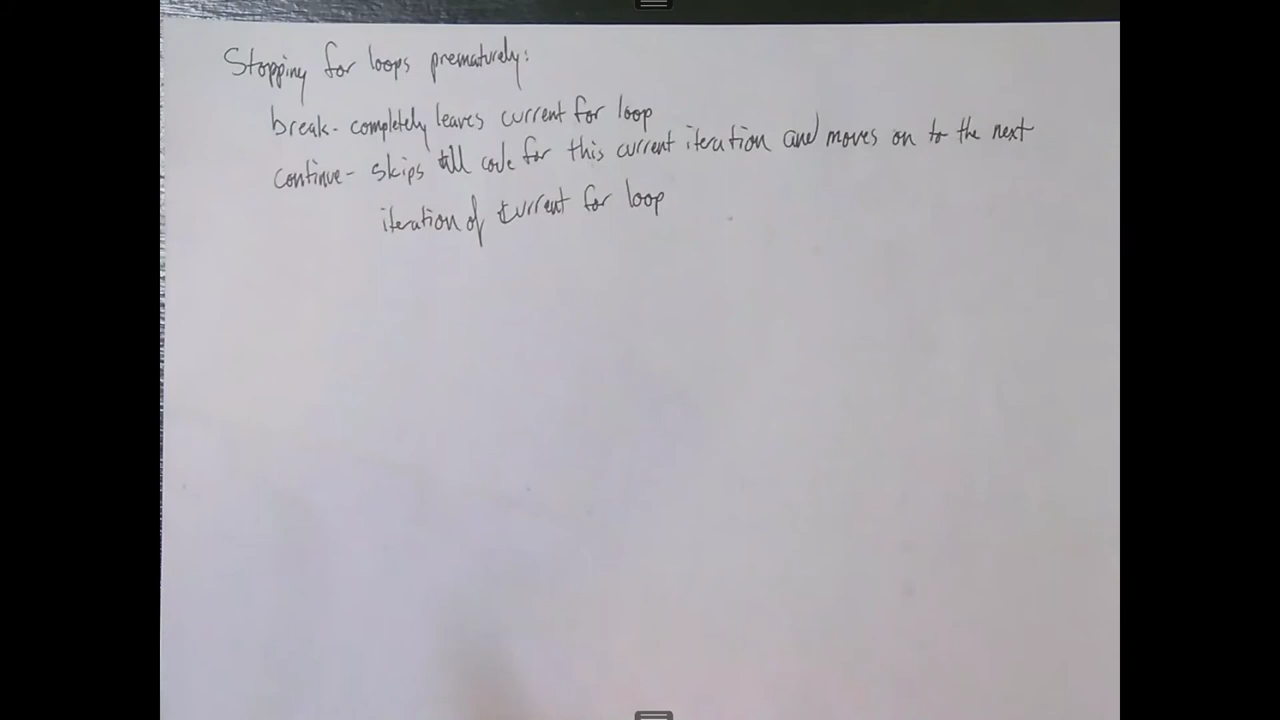 Stopping for loops prematurely:
break- completely leaves current for loop
continue- skips all code for this current iteration and moves on to the next
iteration of current for loop